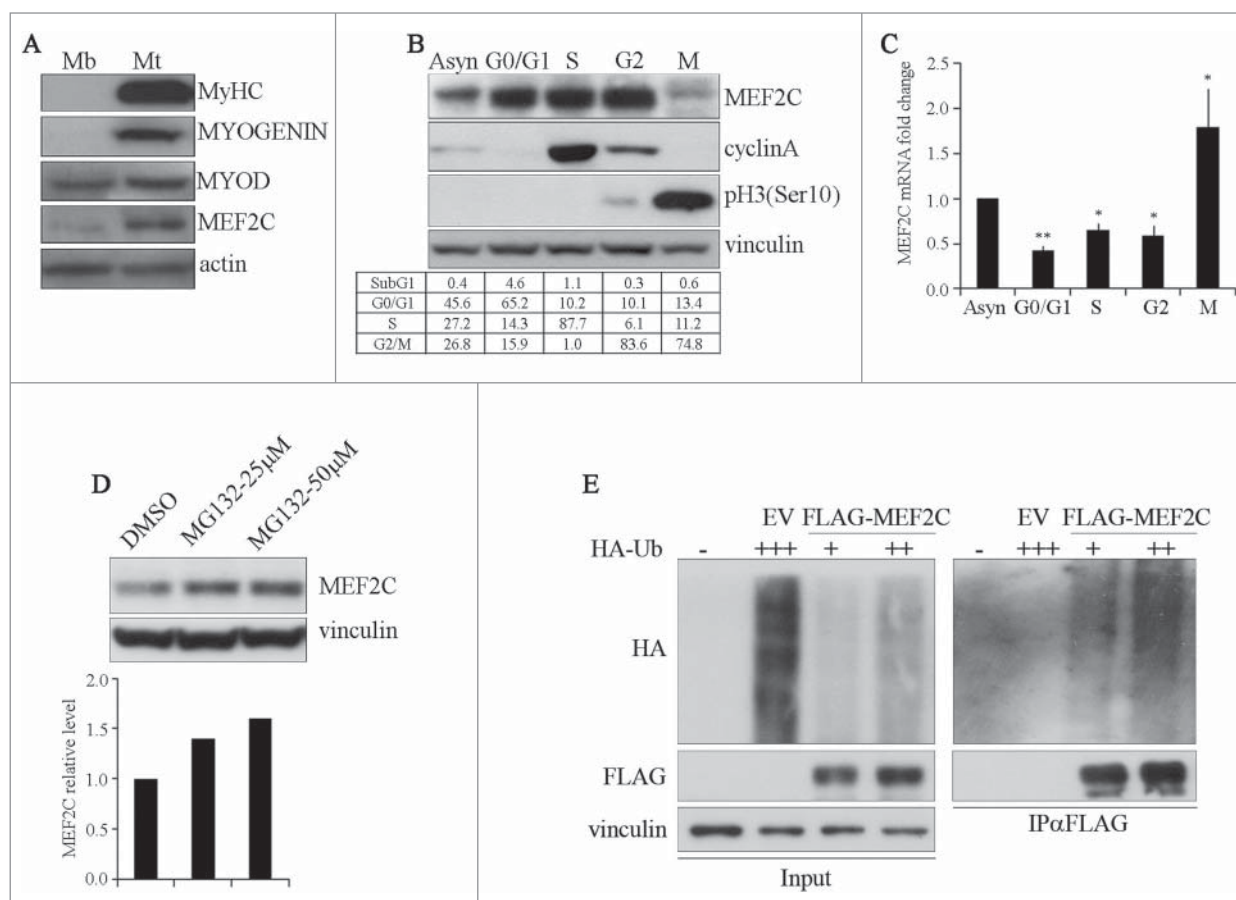 A
Mb Mt
MyHC
MYOGENIN
MYOD
MEF2C
actin
B
Asyn G0/G1 S G2 M
MEF2C
cyclinA
pH3(Ser10)
vinculin
SubG1 0.4 4.6 1.1 0.3 0.6
G0/G1 45.6 65.2 10.2 10.1 13.4
S 27.2 14.3 87.7 6.1 11.2
G2/M 26.8 15.9 1.0 83.6 74.8
C
MEF2C mRNA fold change
2.5
2.0
1.5
1.0
0.5
0.0
** * * *
Asyn G0/G1 S G2 M
D
DMSO
MG132-25μM
MG132-50μM
MEF2C
vinculin
MEF2C relative level
2.0
1.5
1.0
0.5
0.0
E
EV FLAG-MEF2C EV FLAG-MEF2C
HA-Ub - +++ + ++ - +++ + ++
HA
FLAG
vinculin
Input
IPαFLAG